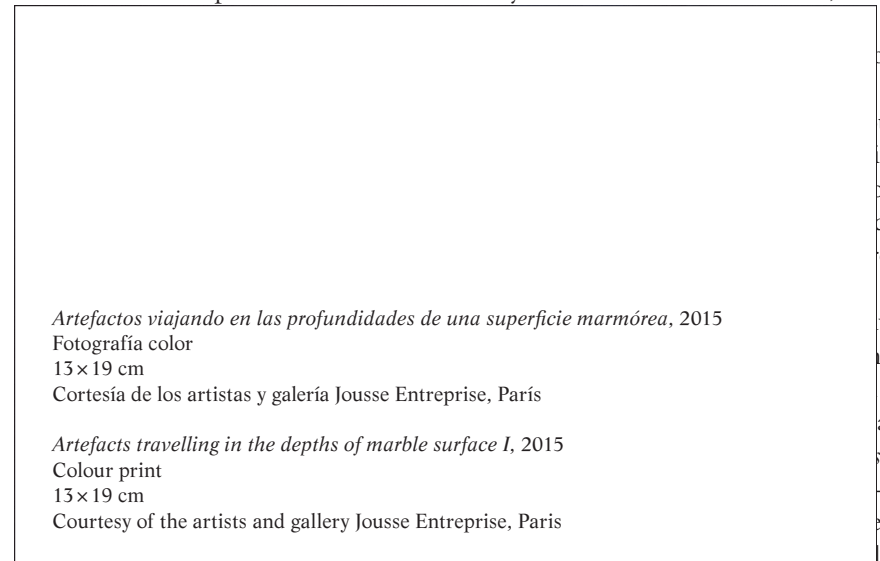 Artefactos viajando en las profundidades de una superficie marmórea, 2015
Fotografía color
13×19 cm
Cortesía de los artistas y galería Jousse Entreprise, París
Artefacts travelling in the depths of marble surface I, 2015
Colour print
13×19 cm
Courtesy of the artists and gallery Jousse Entreprise, Paris